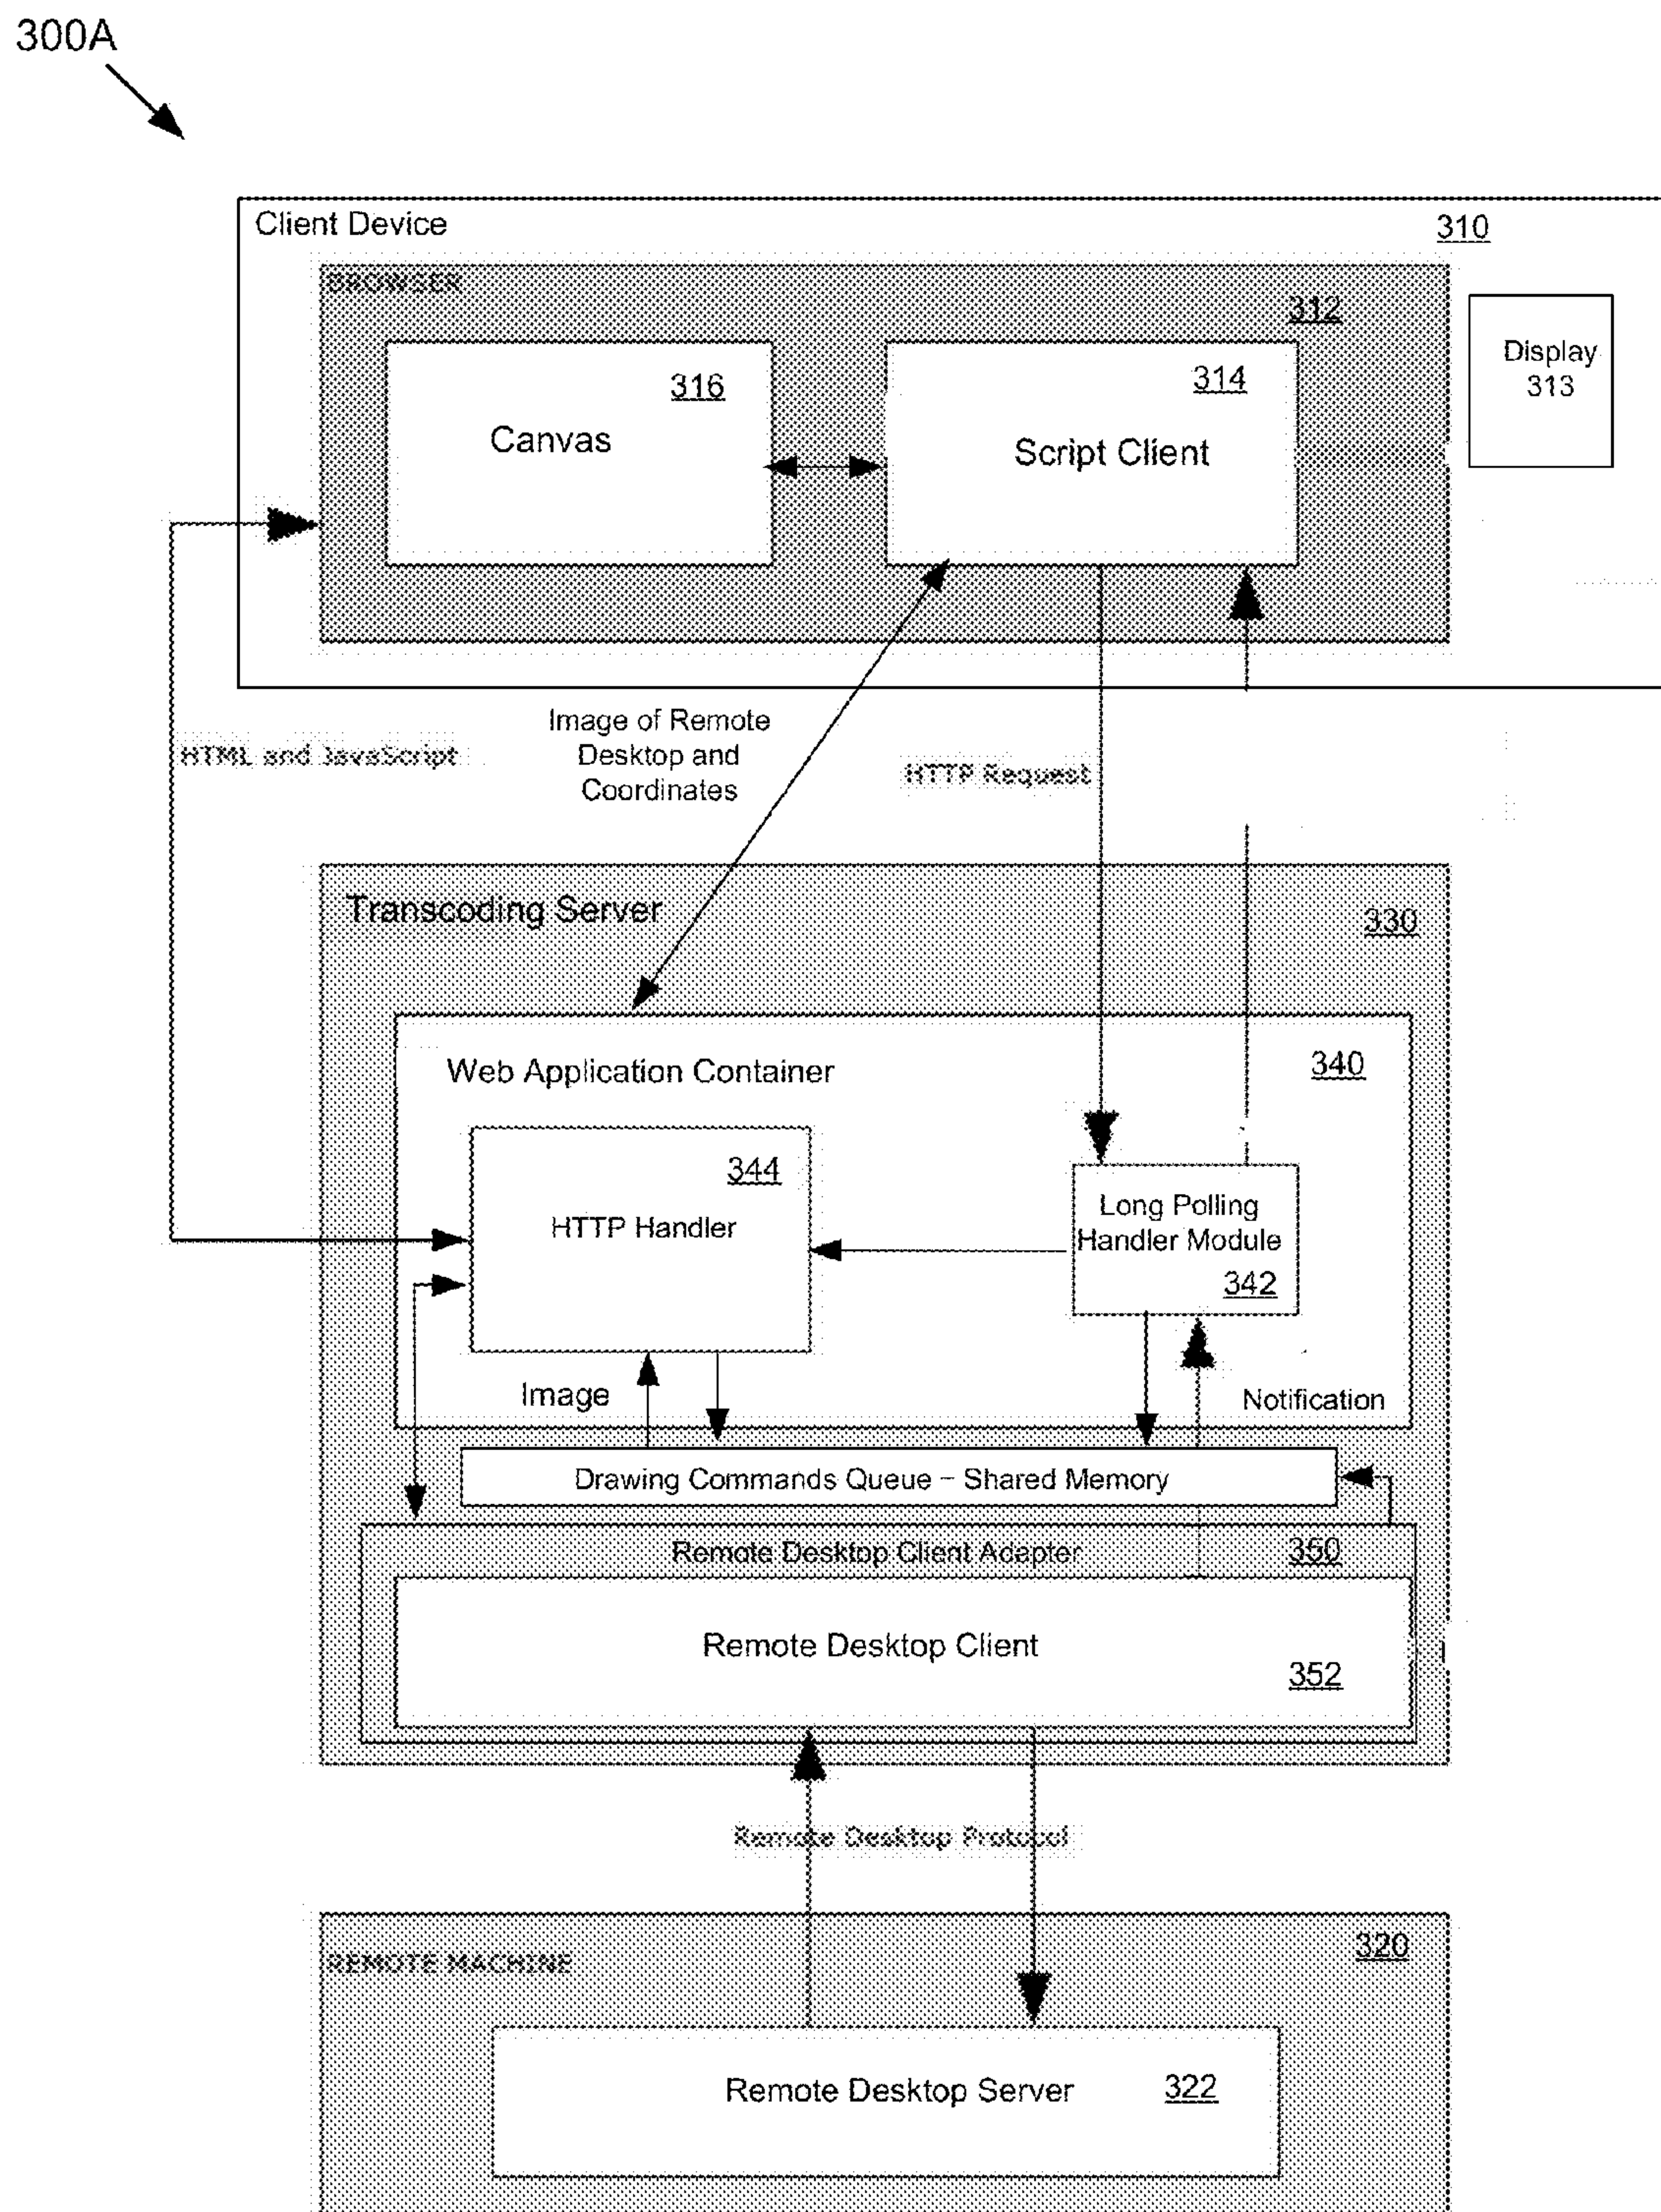 300A
Client Device
310
BROWSER
312
Display
313
316
Canvas
314
Script Client
Image of Remote
Desktop and
Coordinates
HTML and JavaScript
HTTP Request
Transcoding Server
330
Web Application Container
340
344
HTTP Handler
Long Polling
Handler Module
342
Image
Notification
Drawing Commands Queue – Shared Memory
Remote Desktop Client Adapter
350
Remote Desktop Client
352
Remote Desktop Protocol
REMOTE MACHINE
320
Remote Desktop Server
322